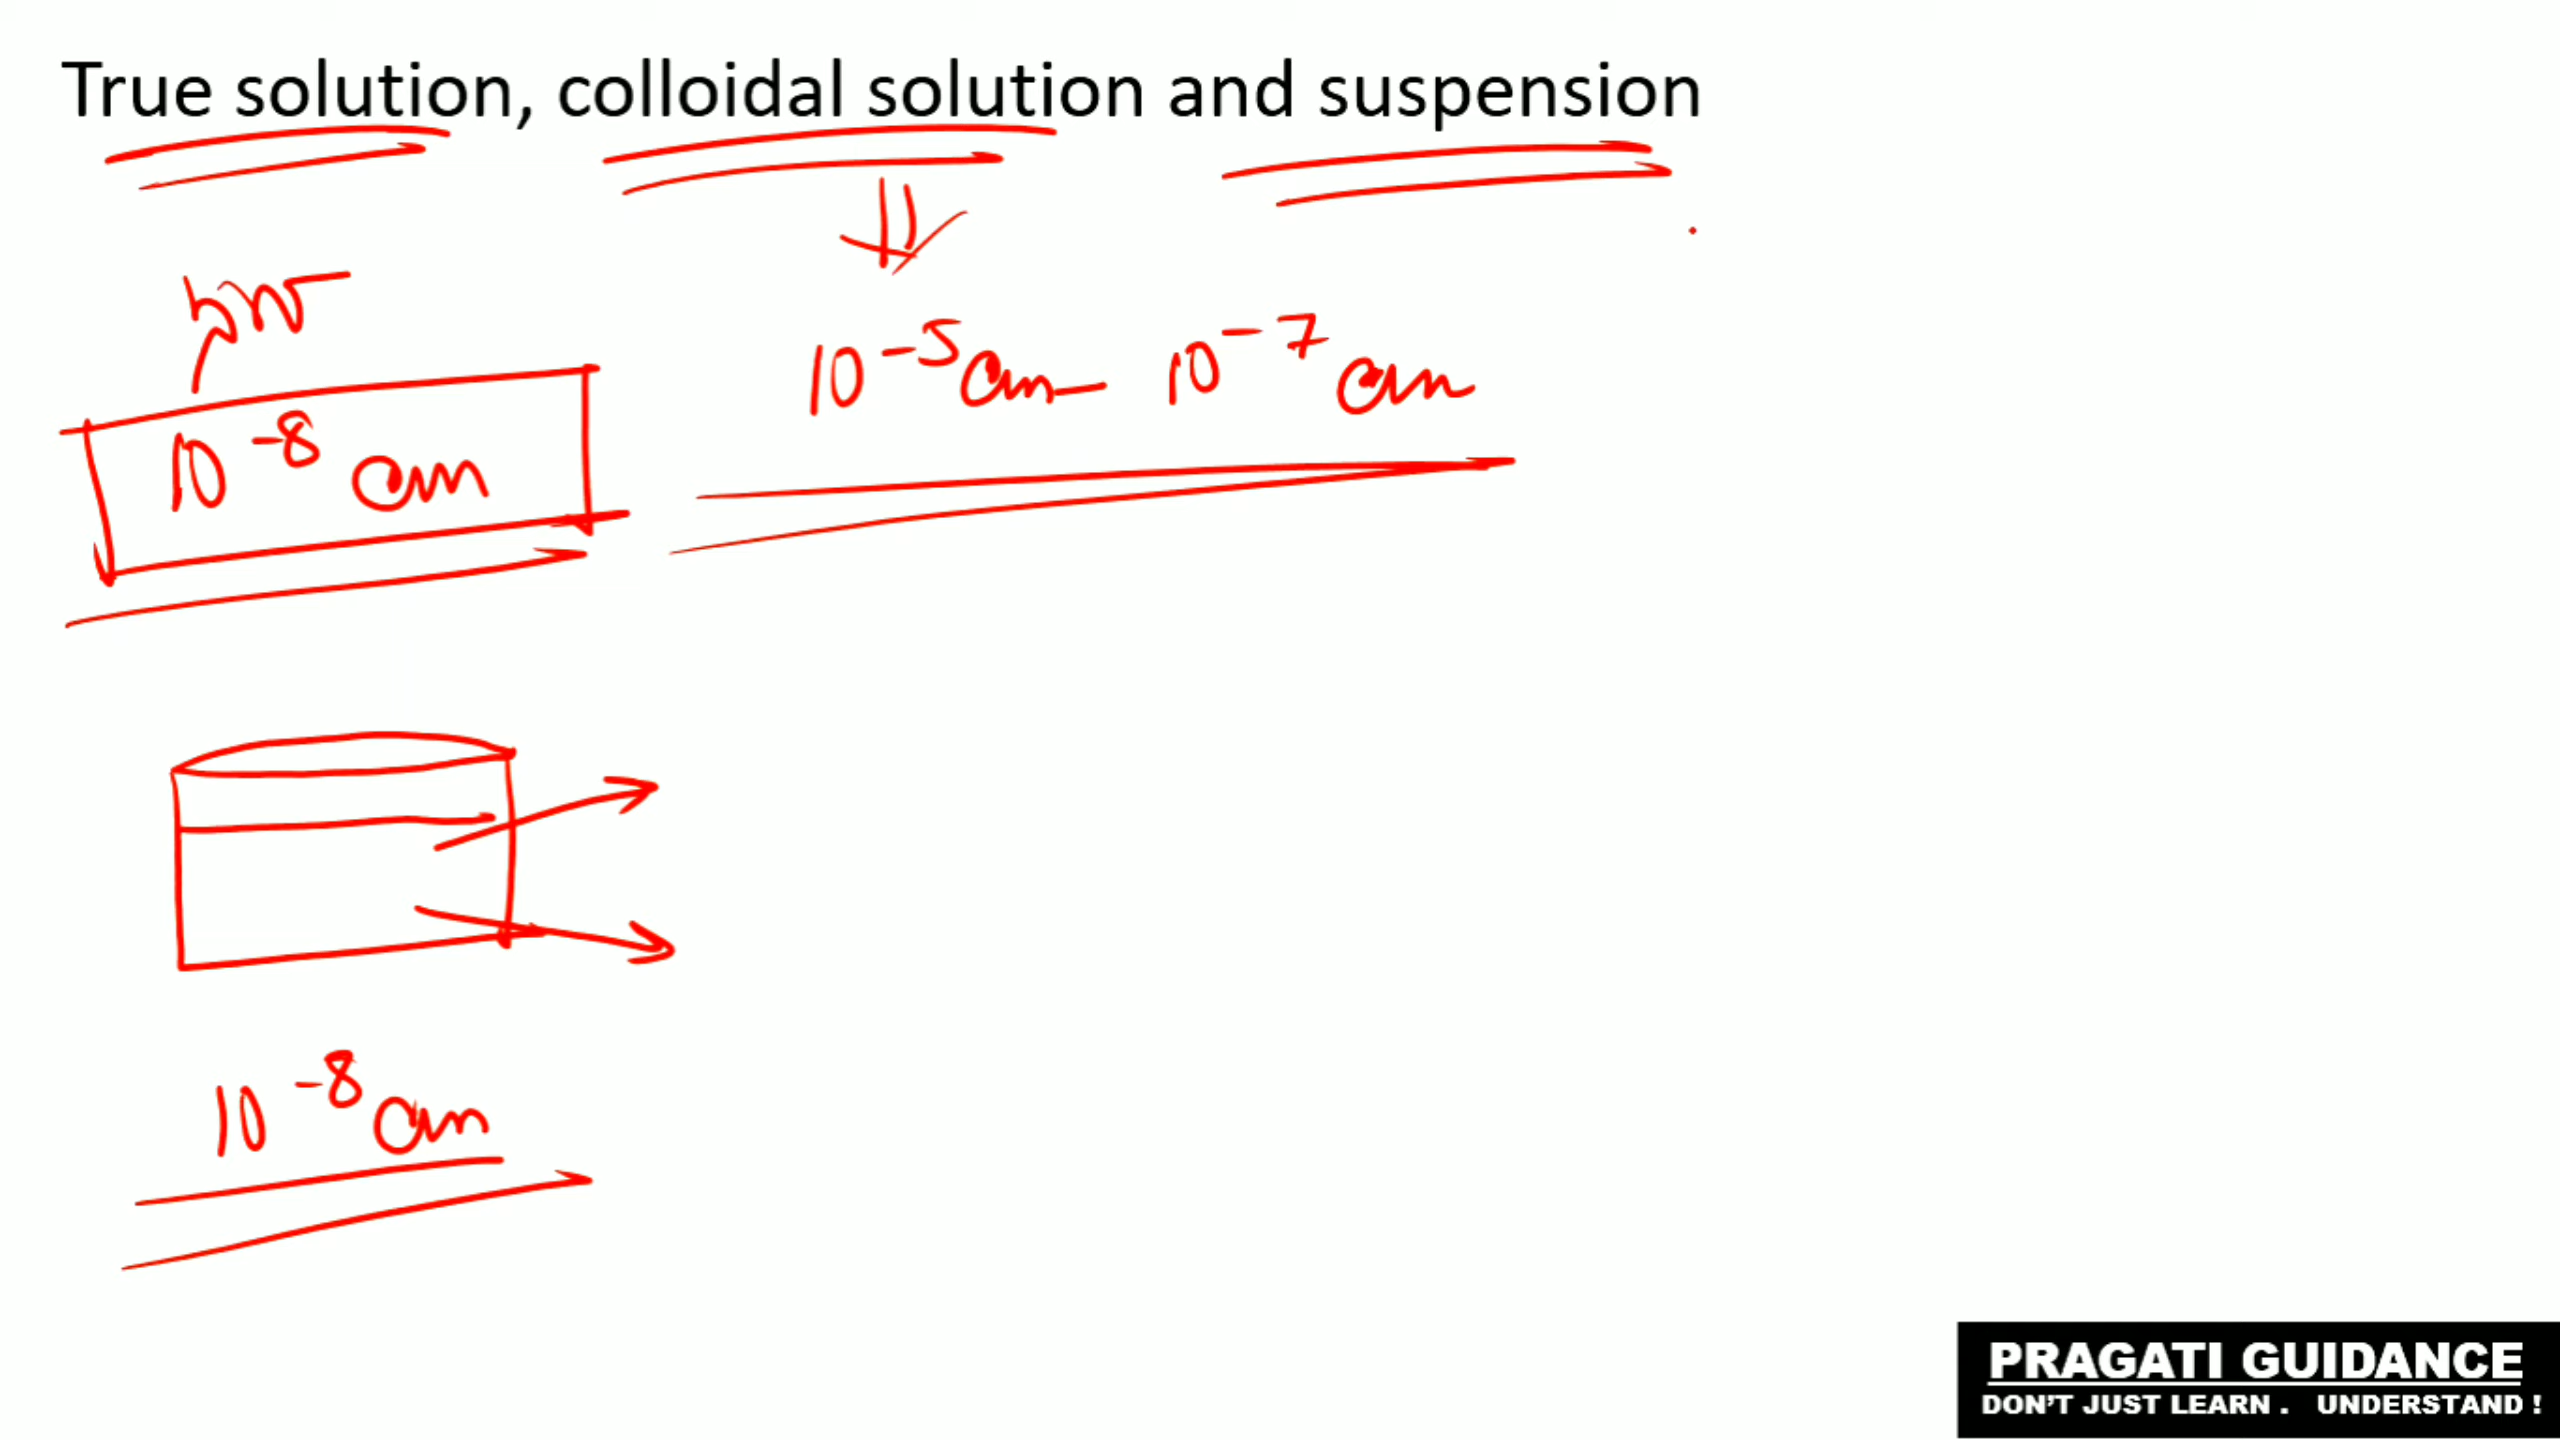 True solution, colloidal solution and suspension
10⁻⁵ cm – 10⁻⁷ cm
10⁻⁸ cm
10⁻⁸ cm
PRAGATI GUIDANCE
DON'T JUST LEARN . UNDERSTAND !